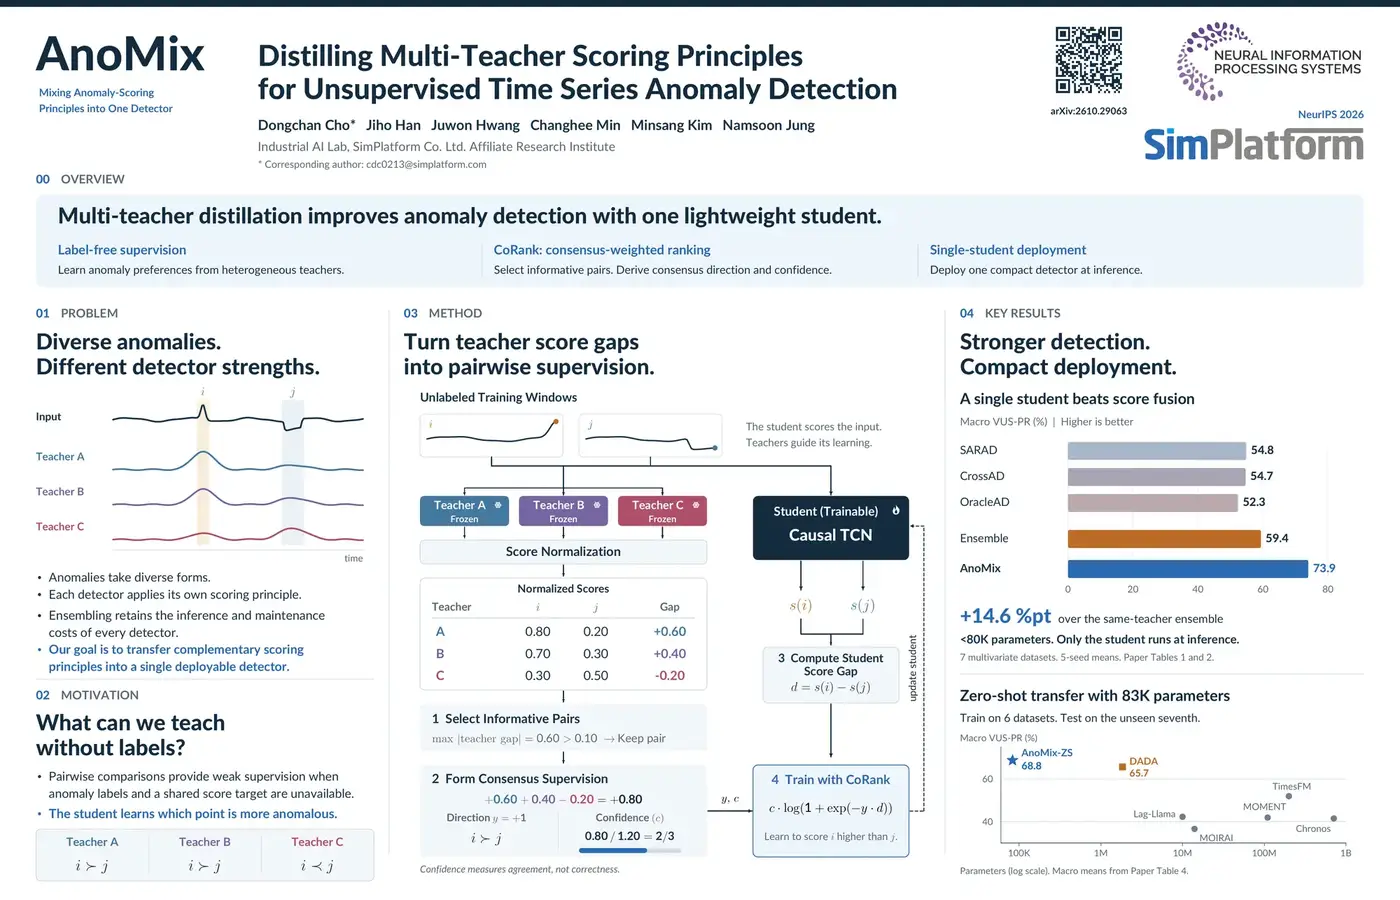 AnoMix
Mixing Anomaly-Scoring
Principles into One Detector
Distilling Multi-Teacher Scoring Principles
for Unsupervised Time Series Anomaly Detection
Dongchan Cho* Jiho Han Juwon Hwang Changhee Min Minsang Kim Namsoon Jung
Industrial AI Lab, SimPlatform Co. Ltd. Affiliate Research Institute
* Corresponding author: cdc0213@simplatform.com
arXiv:2610.29063
NEURAL INFORMATION
PROCESSING SYSTEMS
NeurIPS 2026
SimPlatform
00 OVERVIEW
Multi-teacher distillation improves anomaly detection with one lightweight student.
Label-free supervision
Learn anomaly preferences from heterogeneous teachers.
CoRank: consensus-weighted ranking
Select informative pairs. Derive consensus direction and confidence.
Single-student deployment
Deploy one compact detector at inference.
01 PROBLEM
Diverse anomalies.
Different detector strengths.
i j
Input
Teacher A
Teacher B
Teacher C
time
• Anomalies take diverse forms.
• Each detector applies its own scoring principle.
• Ensembling retains the inference and maintenance
costs of every detector.
• Our goal is to transfer complementary scoring
principles into a single deployable detector.
02 MOTIVATION
What can we teach
without labels?
• Pairwise comparisons provide weak supervision when
anomaly labels and a shared score target are unavailable.
• The student learns which point is more anomalous.
Teacher A Teacher B Teacher C
i ≻ j i ≻ j i ≺ j
03 METHOD
Turn teacher score gaps
into pairwise supervision.
Unlabeled Training Windows
i j
The student scores the input.
Teachers guide its learning.
Teacher A Teacher B Teacher C
Frozen Frozen Frozen
Score Normalization
Normalized Scores
Teacher i j Gap
A 0.80 0.20 +0.60
B 0.70 0.30 +0.40
C 0.30 0.50 -0.20
1 Select Informative Pairs
max |teacher gap| = 0.60 > 0.10 → Keep pair
2 Form Consensus Supervision
+0.60 + 0.40 − 0.20 = +0.80
Direction y = +1 Confidence (c)
i ≻ j 0.80 / 1.20 = 2/3
Confidence measures agreement, not correctness.
Student (Trainable)
Causal TCN
s(i) s(j)
3 Compute Student
Score Gap
d = s(i) − s(j)
update student
y, c
4 Train with CoRank
c · log(1 + exp(−y · d))
Learn to score i higher than j.
04 KEY RESULTS
Stronger detection.
Compact deployment.
A single student beats score fusion
Macro VUS-PR (%) | Higher is better
SARAD 54.8
CrossAD 54.7
OracleAD 52.3
Ensemble 59.4
AnoMix 73.9
0 20 40 60 80
+14.6 %pt over the same-teacher ensemble
<80K parameters. Only the student runs at inference.
7 multivariate datasets. 5-seed means. Paper Tables 1 and 2.
Zero-shot transfer with 83K parameters
Train on 6 datasets. Test on the unseen seventh.
Macro VUS-PR (%)
AnoMix-ZS
68.8
DADA
65.7
60
TimesFM
MOMENT
Lag-Llama
40
MOIRAI
Chronos
100K 1M 10M 100M 1B
Parameters (log scale). Macro means from Paper Table 4.